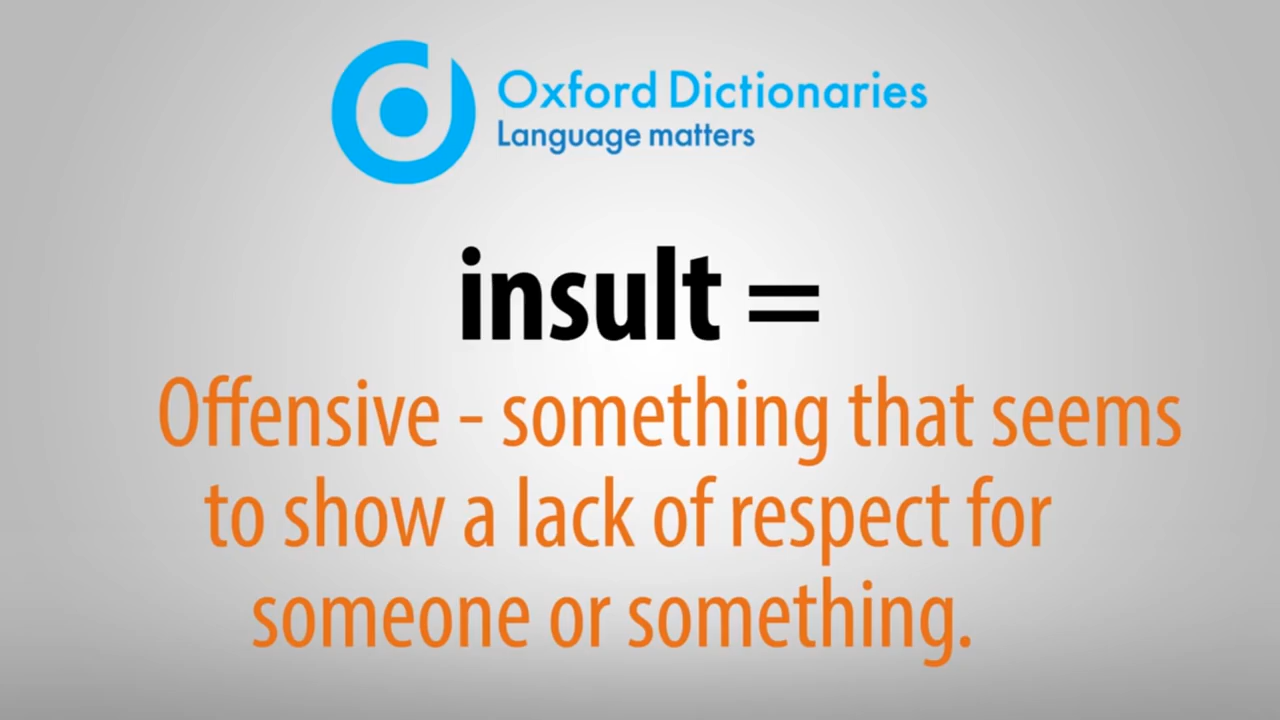 Oxford Dictionaries
Language matters
insult =
Offensive - something that seems
to show a lack of respect for
someone or something.